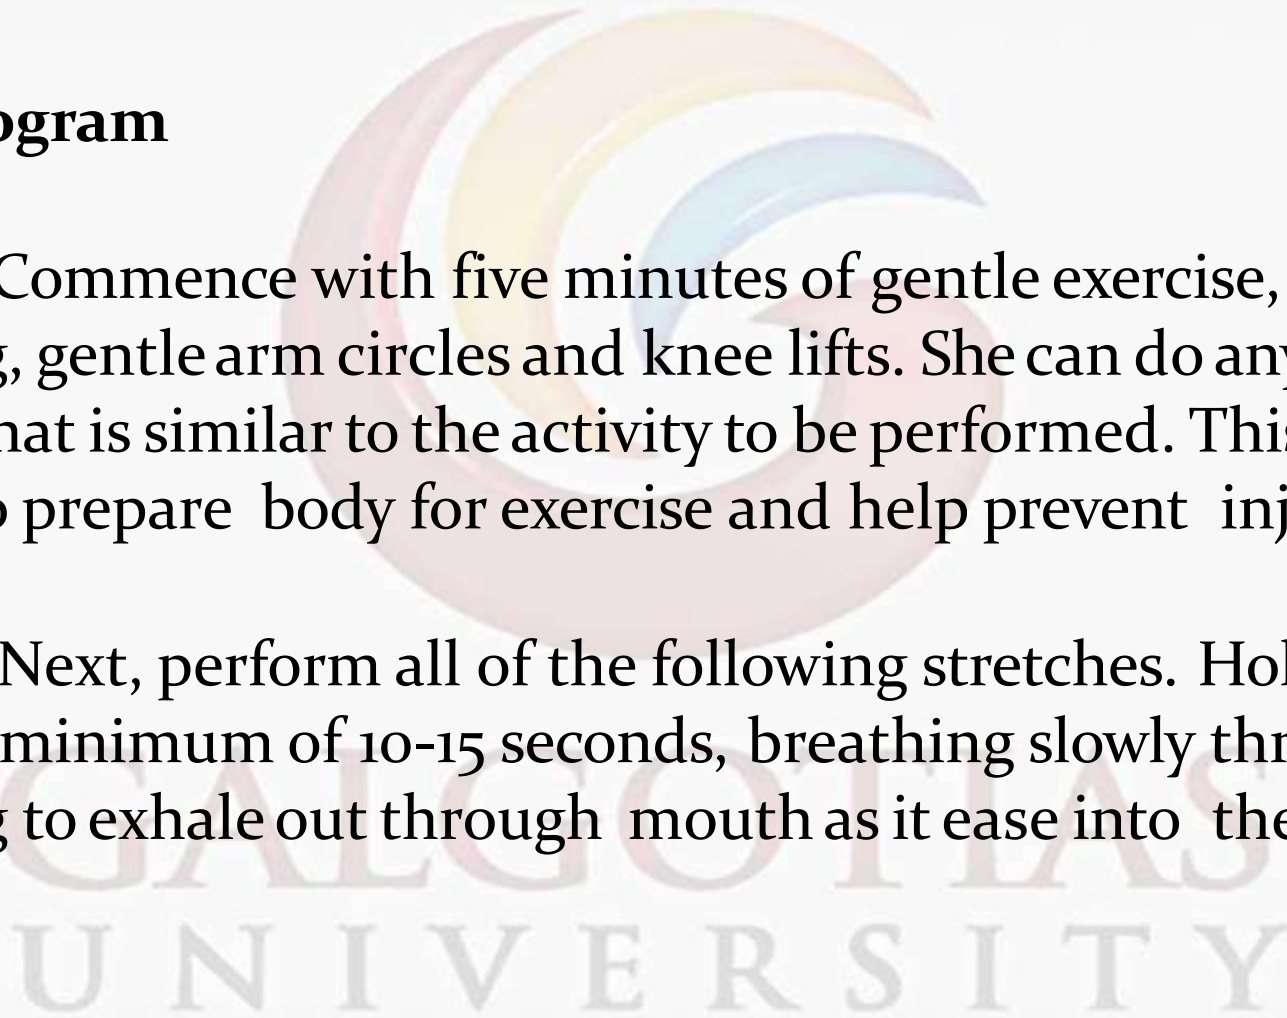 ogram
Commence with five minutes of gentle exercise,
g, gentle arm circles and knee lifts. She can do any
hat is similar to the activity to be performed. This
o prepare body for exercise and help prevent inj
Next, perform all of the following stretches. Hol
minimum of 10-15 seconds, breathing slowly thr
g to exhale out through mouth as it ease into the
GALGOTIAS
UNIVERSITY